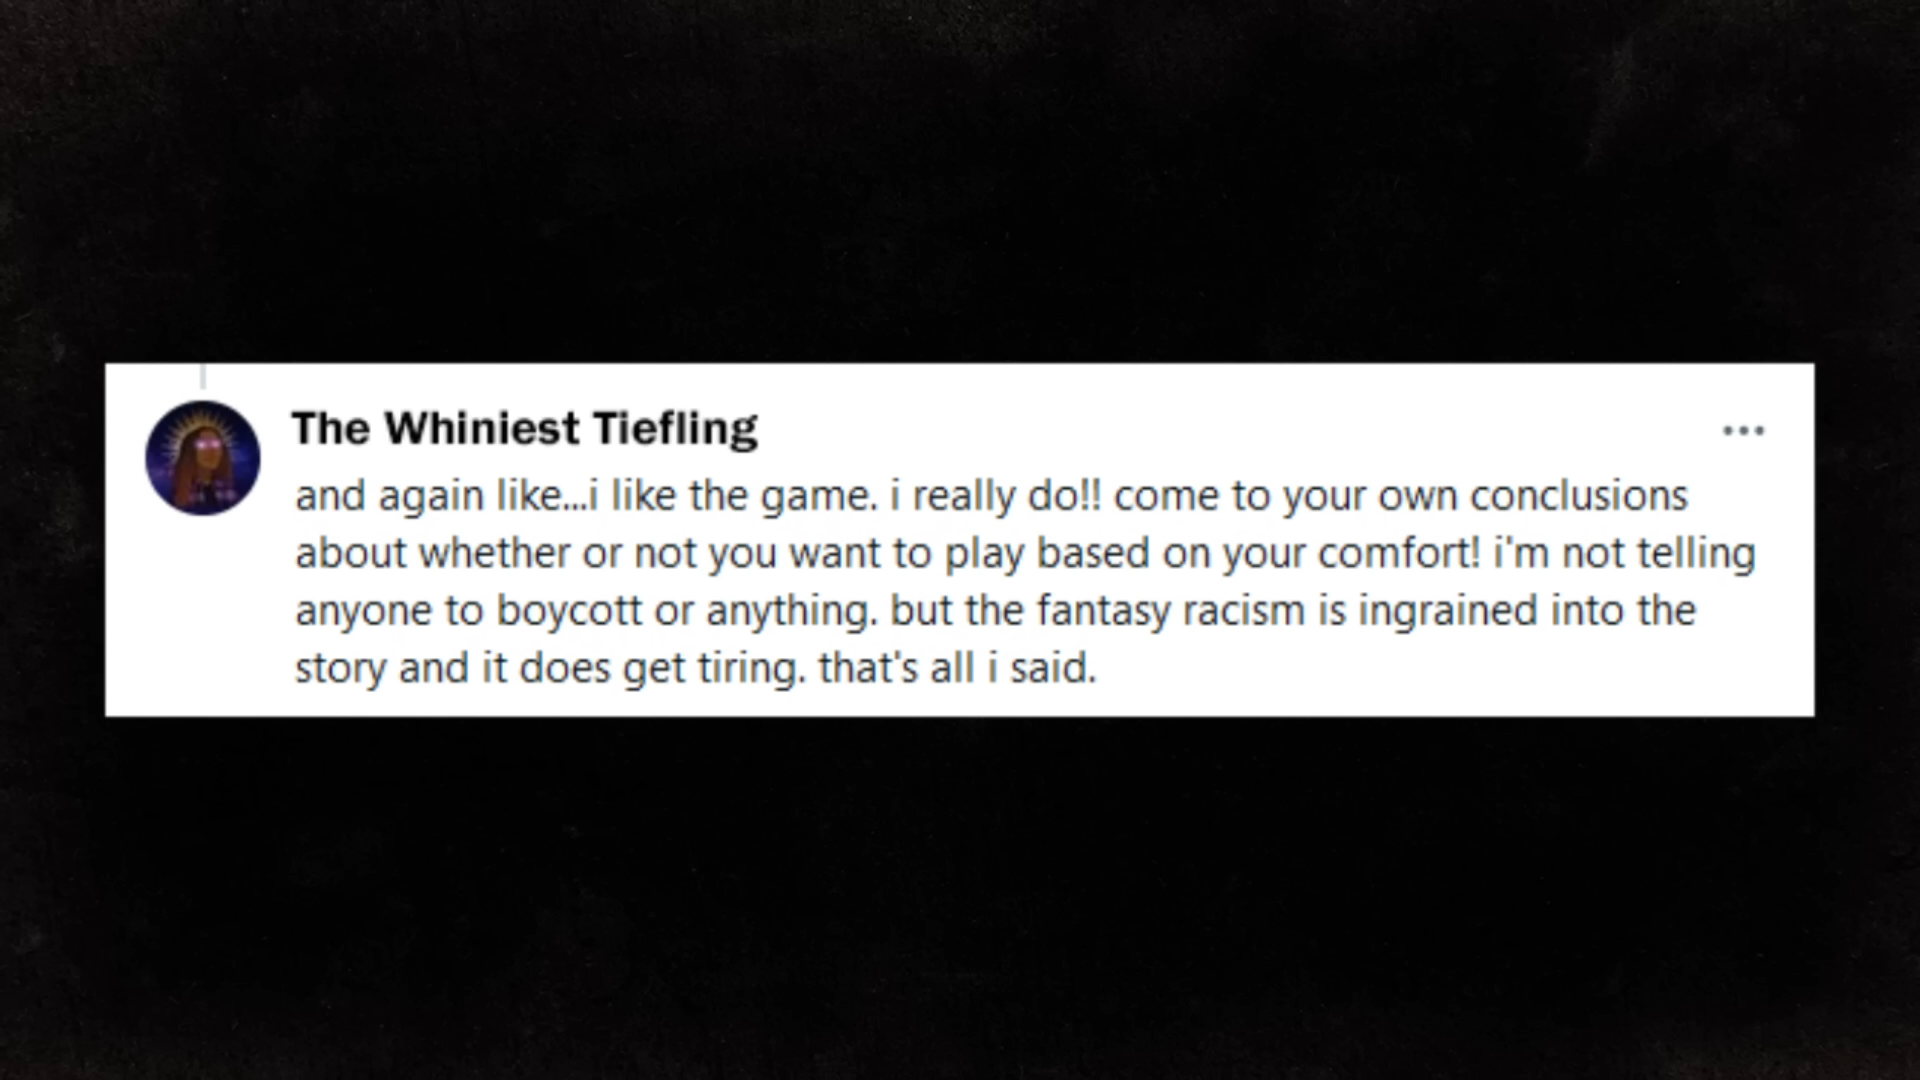 The Whiniest Tiefling
and again like...i like the game. i really do!! come to your own conclusions
about whether or not you want to play based on your comfort! i'm not telling
anyone to boycott or anything. but the fantasy racism is ingrained into the
story and it does get tiring. that's all i said.